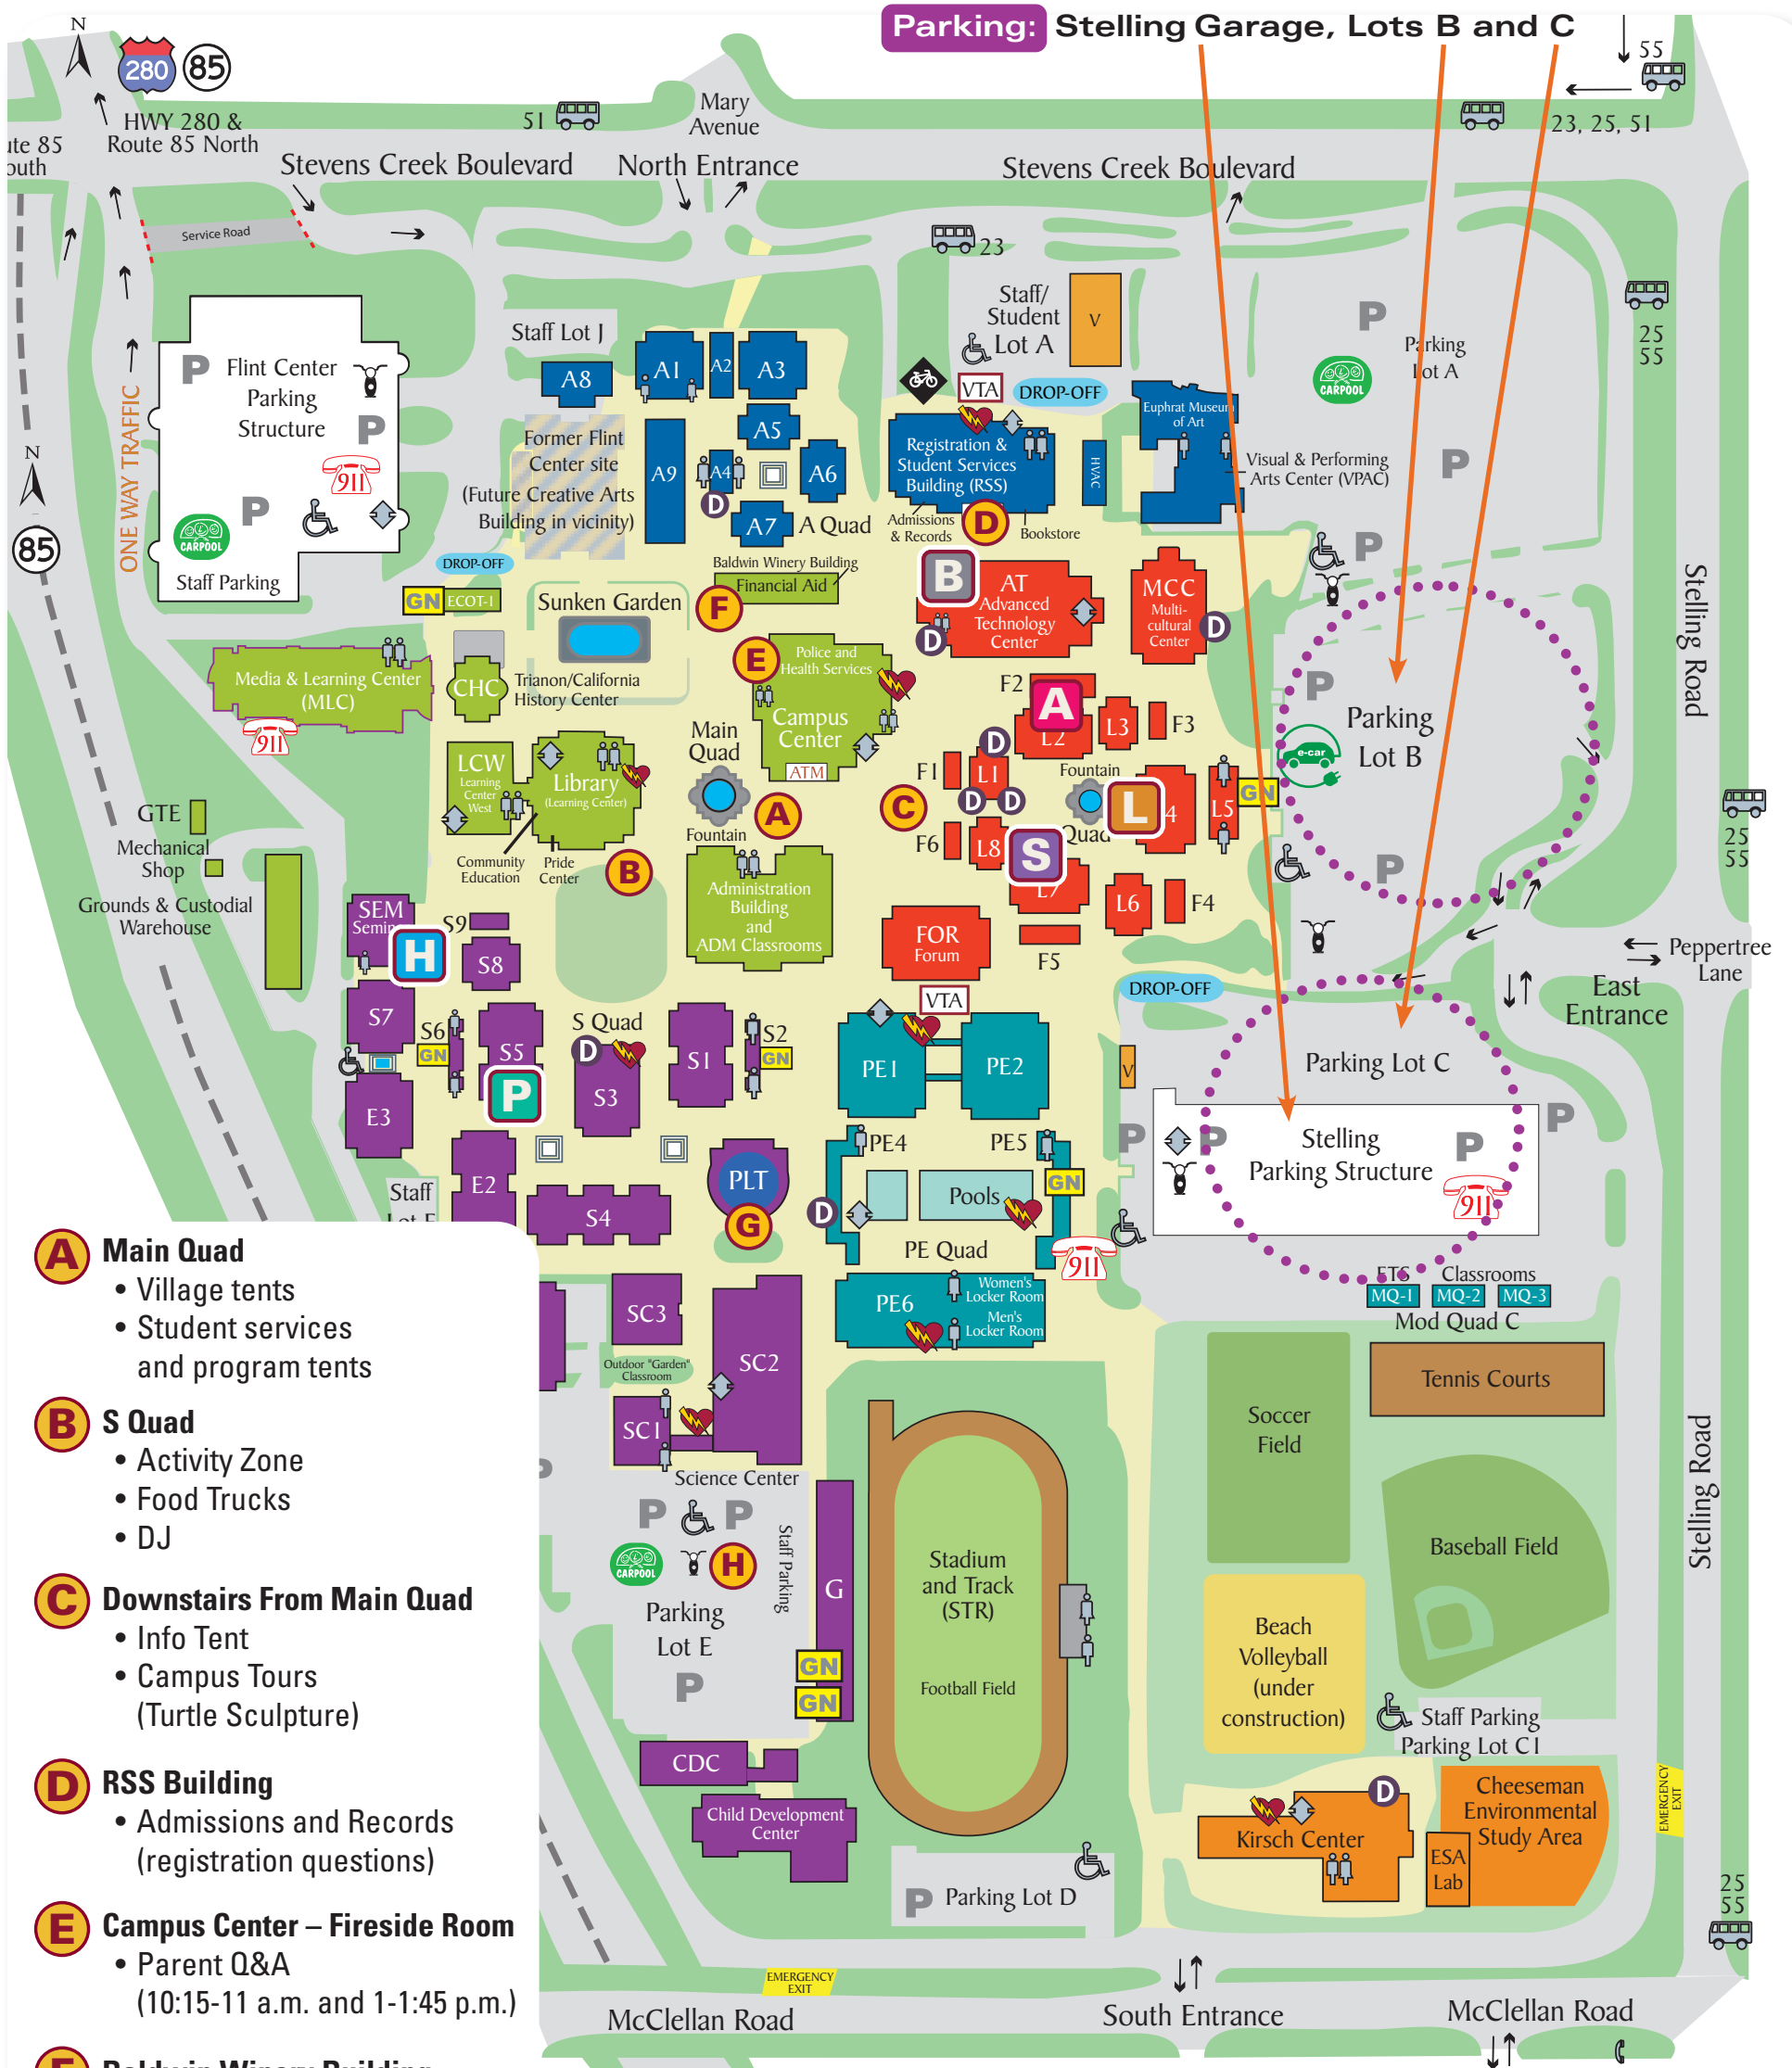 Parking: Stelling Garage, Lots B and C
N
280
85
HWY 280 &
Route 85 North
51
Mary
Avenue
55
23, 25, 51
Stevens Creek Boulevard
North Entrance
Stevens Creek Boulevard
Service Road
23
25
55
ONE WAY TRAFFIC
N
85
P
Flint Center
Parking
Structure
P
911
P
CARPOOL
Staff Parking
Staff Lot J
A8
A1
A2
A3
A5
A9
A4
A6
D
A7
A Quad
Former Flint
Center site
(Future Creative Arts
Building in vicinity)
Staff/
Student
Lot A
V
VTA
DROP-OFF
Registration &
Student Services
Building (RSS)
HVAC
Admissions
& Records
D
Bookstore
Euphrat Museum
of Art
Visual & Performing
Arts Center (VPAC)
P
Parking
Lot A
CARPOOL
P
P
DROP-OFF
GN
ECOT-1
Baldwin Winery Building
Financial Aid
F
Sunken Garden
B
AT
Advanced
Technology
Center
D
MCC
Multi-
cultural
Center
D
Stelling Road
Media & Learning Center
(MLC)
911
CHC
Trianon/California
History Center
E
Police and
Health Services
Campus
Center
ATM
F2
A
L2
L3
F3
P
Parking
Lot B
e-car
P
Main
Quad
Fountain
A
LCW
Learning
Center
West
Library
(Learning Center)
Community
Education
Pride
Center
B
C
F1
D
L1
D
D
Fountain
Quad
L
4
L5
GN
F6
L8
S
L7
L6
F4
F5
25
55
GTE
Mechanical
Shop
Grounds & Custodial
Warehouse
Administration
Building
and
ADM Classrooms
FOR
Forum
VTA
DROP-OFF
Peppertree
Lane
East
Entrance
SEM
H
S9
S8
S7
S6
GN
S5
P
S Quad
D
S3
S1
S2
GN
E3
E2
S4
PLT
G
Staff
PE1
PE2
PE4
PE5
D
Pools
GN
PE Quad
911
PE6
Women's
Locker Room
Men's
Locker Room
V
Parking Lot C
P
P
Stelling
Parking Structure
P
P
911
ETS
Classrooms
MQ-1
MQ-2
MQ-3
Mod Quad C
SC3
SC2
Outdoor "Garden"
Classroom
SC1
Science Center
P
P
CARPOOL
H
Staff Parking
Parking
Lot E
P
G
GN
GN
CDC
Child Development
Center
Stadium
and Track
(STR)
Football Field
P
Parking Lot D
Soccer
Field
Tennis Courts
Baseball Field
Beach
Volleyball
(under
construction)
Staff Parking
Parking Lot C1
D
Kirsch Center
Cheeseman
Environmental
Study Area
ESA
Lab
EMERGENCY
EXIT
Stelling Road
25
55
EMERGENCY
EXIT
McClellan Road
South Entrance
McClellan Road
A Main Quad
• Village tents
• Student services
and program tents
B S Quad
• Activity Zone
• Food Trucks
• DJ
C Downstairs From Main Quad
• Info Tent
• Campus Tours
(Turtle Sculpture)
D RSS Building
• Admissions and Records
(registration questions)
E Campus Center – Fireside Room
• Parent Q&A
(10:15-11 a.m. and 1-1:45 p.m.)
Baldwin Winery Building